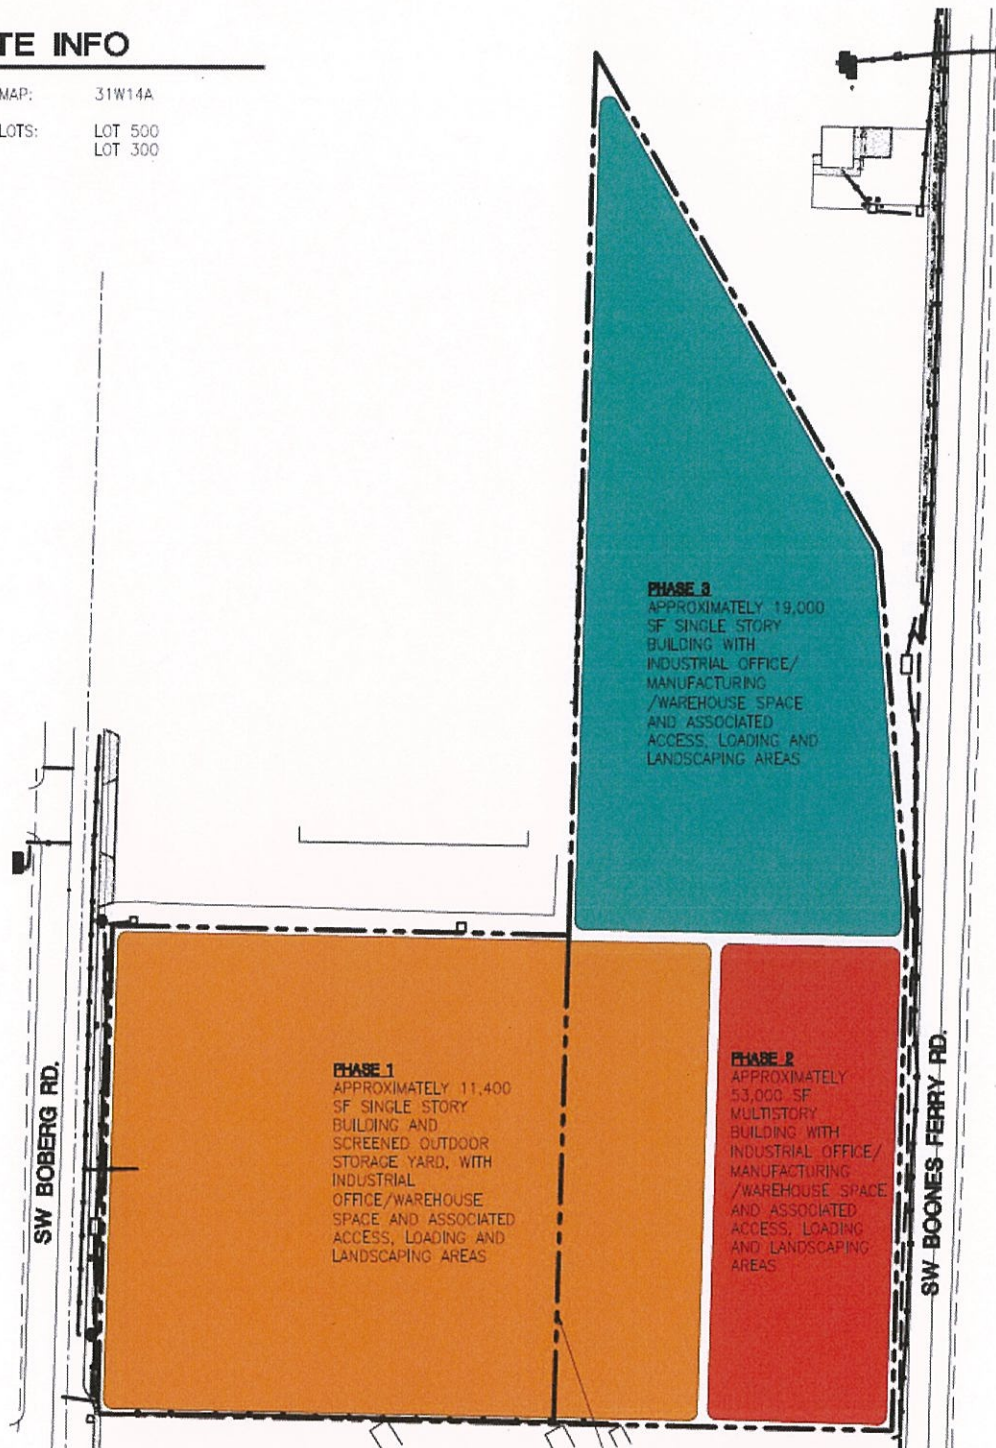 TE INFO
MAP: 31W14A
LOTS: LOT 500
LOT 300
PHASE 3
APPROXIMATELY 19,000
SF SINGLE STORY
BUILDING WITH
INDUSTRIAL OFFICE/
MANUFACTURING
/WAREHOUSE SPACE
AND ASSOCIATED
ACCESS, LOADING AND
LANDSCAPING AREAS
PHASE 1
APPROXIMATELY 11,400
SF SINGLE STORY
BUILDING AND
SCREENED OUTDOOR
STORAGE YARD, WITH
INDUSTRIAL
OFFICE/WAREHOUSE
SPACE AND ASSOCIATED
ACCESS, LOADING AND
LANDSCAPING AREAS
PHASE 2
APPROXIMATELY
53,000 SF
MULTISTORY
BUILDING WITH
INDUSTRIAL OFFICE/
MANUFACTURING
/WAREHOUSE SPACE
AND ASSOCIATED
ACCESS, LOADING
AND LANDSCAPING
AREAS
SW BOBERG RD.
SW BOONES FERRY RD.